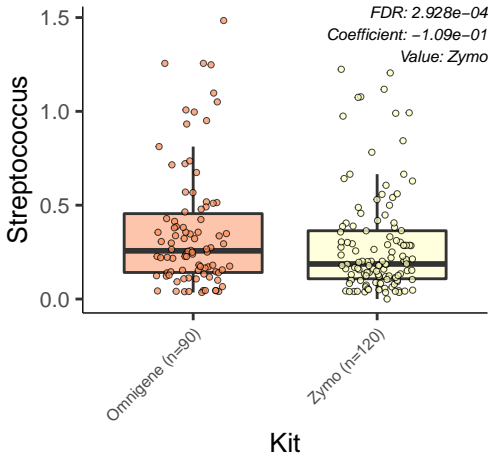 FDR: 2.928e−04
Coefficient: −1.09e−01
Value: Zymo
1.5
1.0
0.5
0.0
Streptococcus
Omnigene (n=90)
Zymo (n=120)
Kit